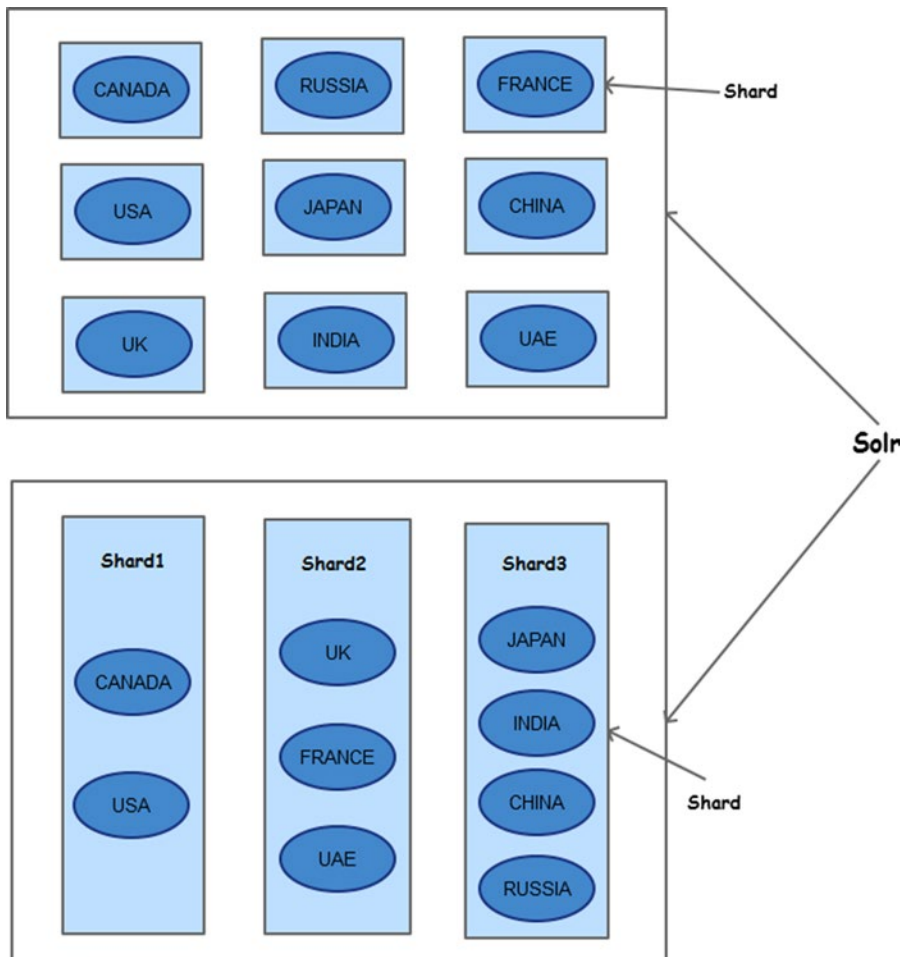 CANADA
RUSSIA
FRANCE
Shard
USA
JAPAN
CHINA
UK
INDIA
UAE
Solr
Shard1
Shard2
Shard3
CANADA
USA
UK
FRANCE
UAE
JAPAN
INDIA
CHINA
RUSSIA
Shard